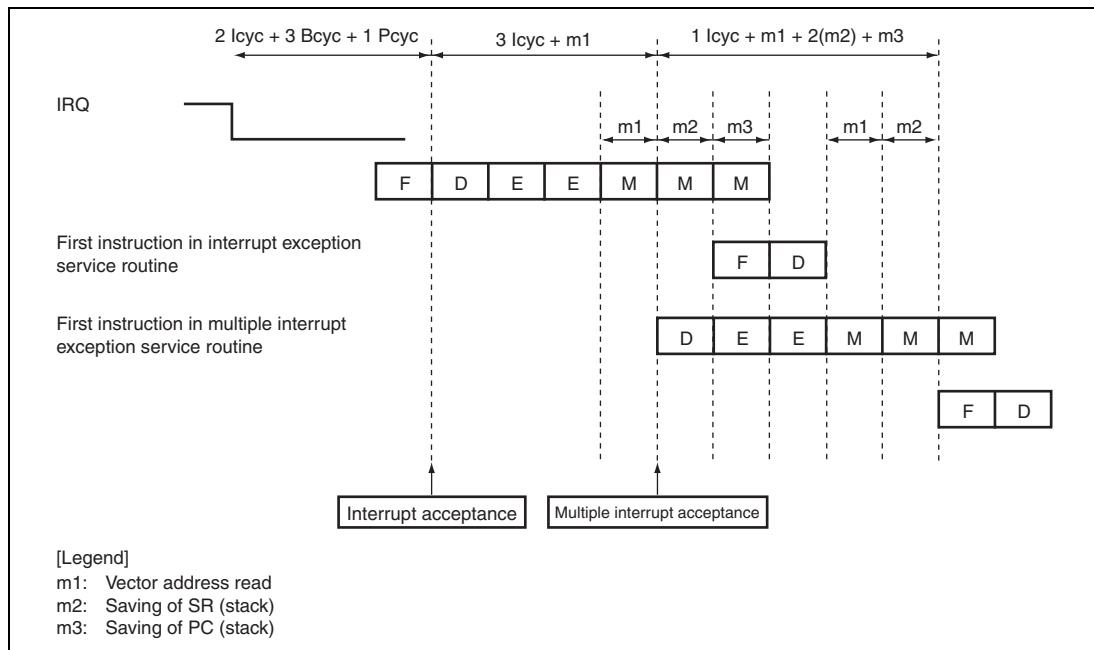 2 Icyc + 3 Bcyc + 1 Pcyc 3 Icyc + m1 1 Icyc + m1 + 2(m2) + m3
IRQ
m1 m2 m3 m1 m2
F D E E M M M
First instruction in interrupt exception
service routine
F D
First instruction in multiple interrupt
exception service routine
D E E M M M
F D
Interrupt acceptance Multiple interrupt acceptance
[Legend]
m1: Vector address read
m2: Saving of SR (stack)
m3: Saving of PC (stack)